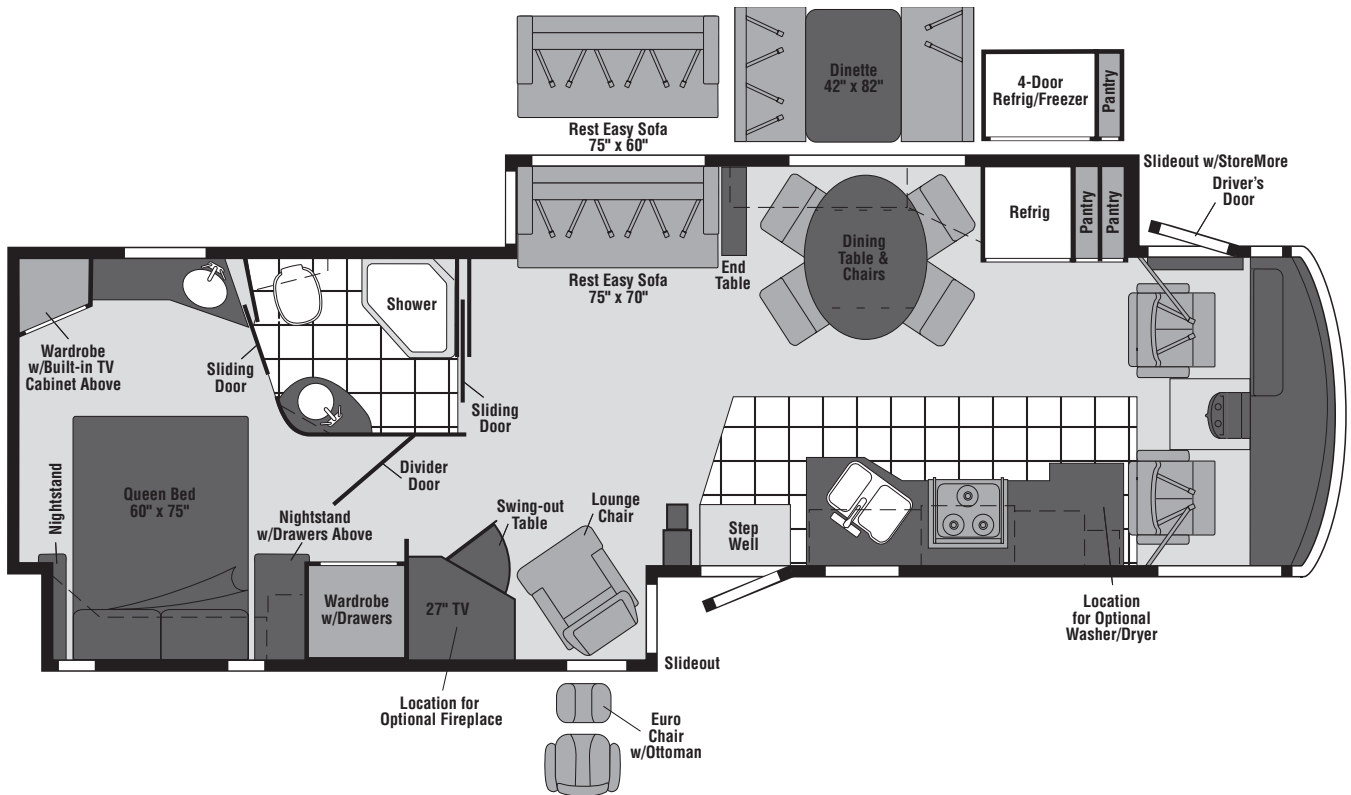 Dinette
42" x 82"
4-Door
Refrig/Freezer
Pantry
Rest Easy Sofa
75" x 60"
Slideout w/StoreMore
Driver's
Door
Refrig
Pantry
Pantry
Dining
Table &
Chairs
End
Table
Rest Easy Sofa
75" x 70"
Shower
Wardrobe
w/Built-in TV
Cabinet Above
Sliding
Door
Sliding
Door
Divider
Door
Nightstand
Queen Bed
60" x 75"
Nightstand
w/Drawers Above
Swing-out
Table
Lounge
Chair
Step
Well
Wardrobe
w/Drawers
27" TV
Location
for Optional
Washer/Dryer
Slideout
Location for
Optional Fireplace
Euro
Chair
w/Ottoman